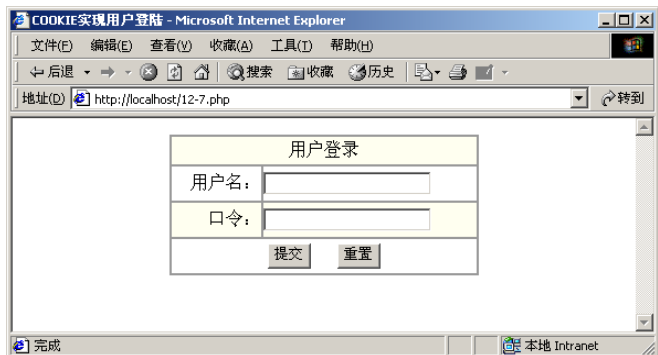 COOKIE实现用户登陆 - Microsoft Internet Explorer
文件(F) 编辑(E) 查看(V) 收藏(A) 工具(T) 帮助(H)
后退 搜索 收藏 历史
地址(D) http://localhost/12-7.php 转到
用户登录
用户名：
口令：
提交 重置
完成 本地 Intranet